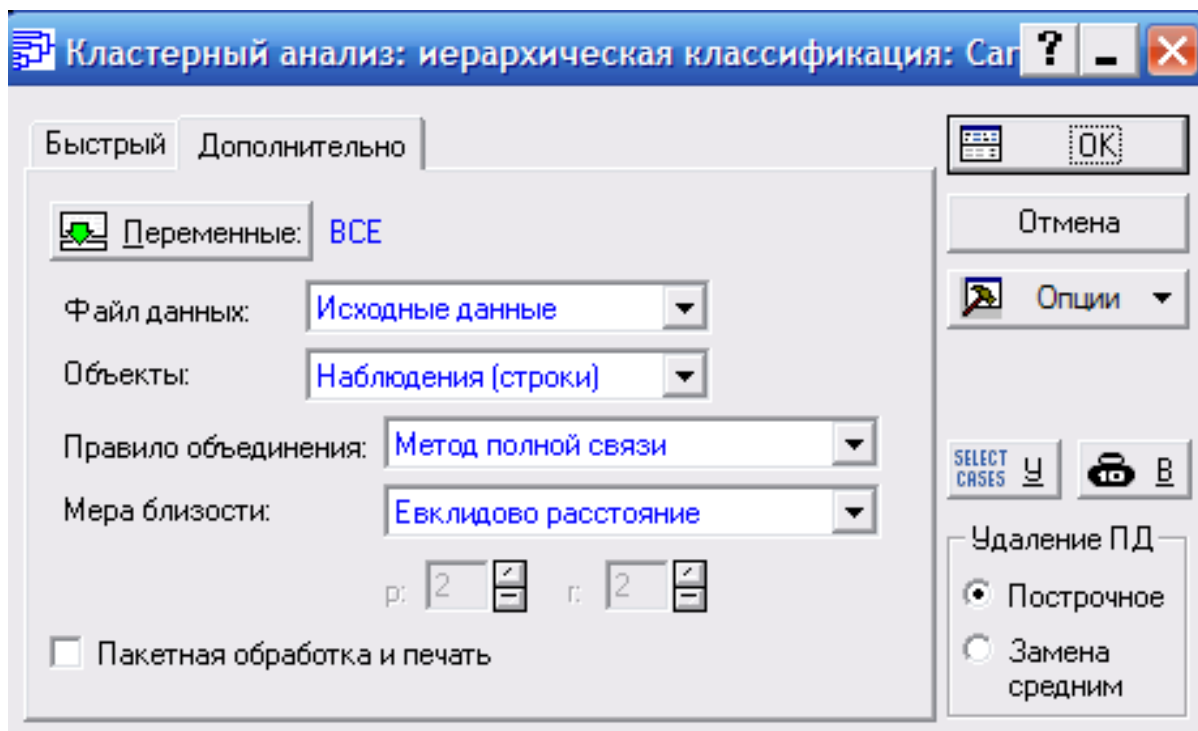 Кластерный анализ: иерархическая классификация: Car ?
Быстрый
Дополнительно
OK
Отмена
Опции
Переменные: ВСЕ
Файл данных: Исходные данные
Объекты: Наблюдения (строки)
Правило объединения: Метод полной связи
Мера близости: Евклидово расстояние
p: 2 r: 2
Пакетная обработка и печать
SELECT
CASES У
10 В
Удаление ПД
Построчное
Замена
средним